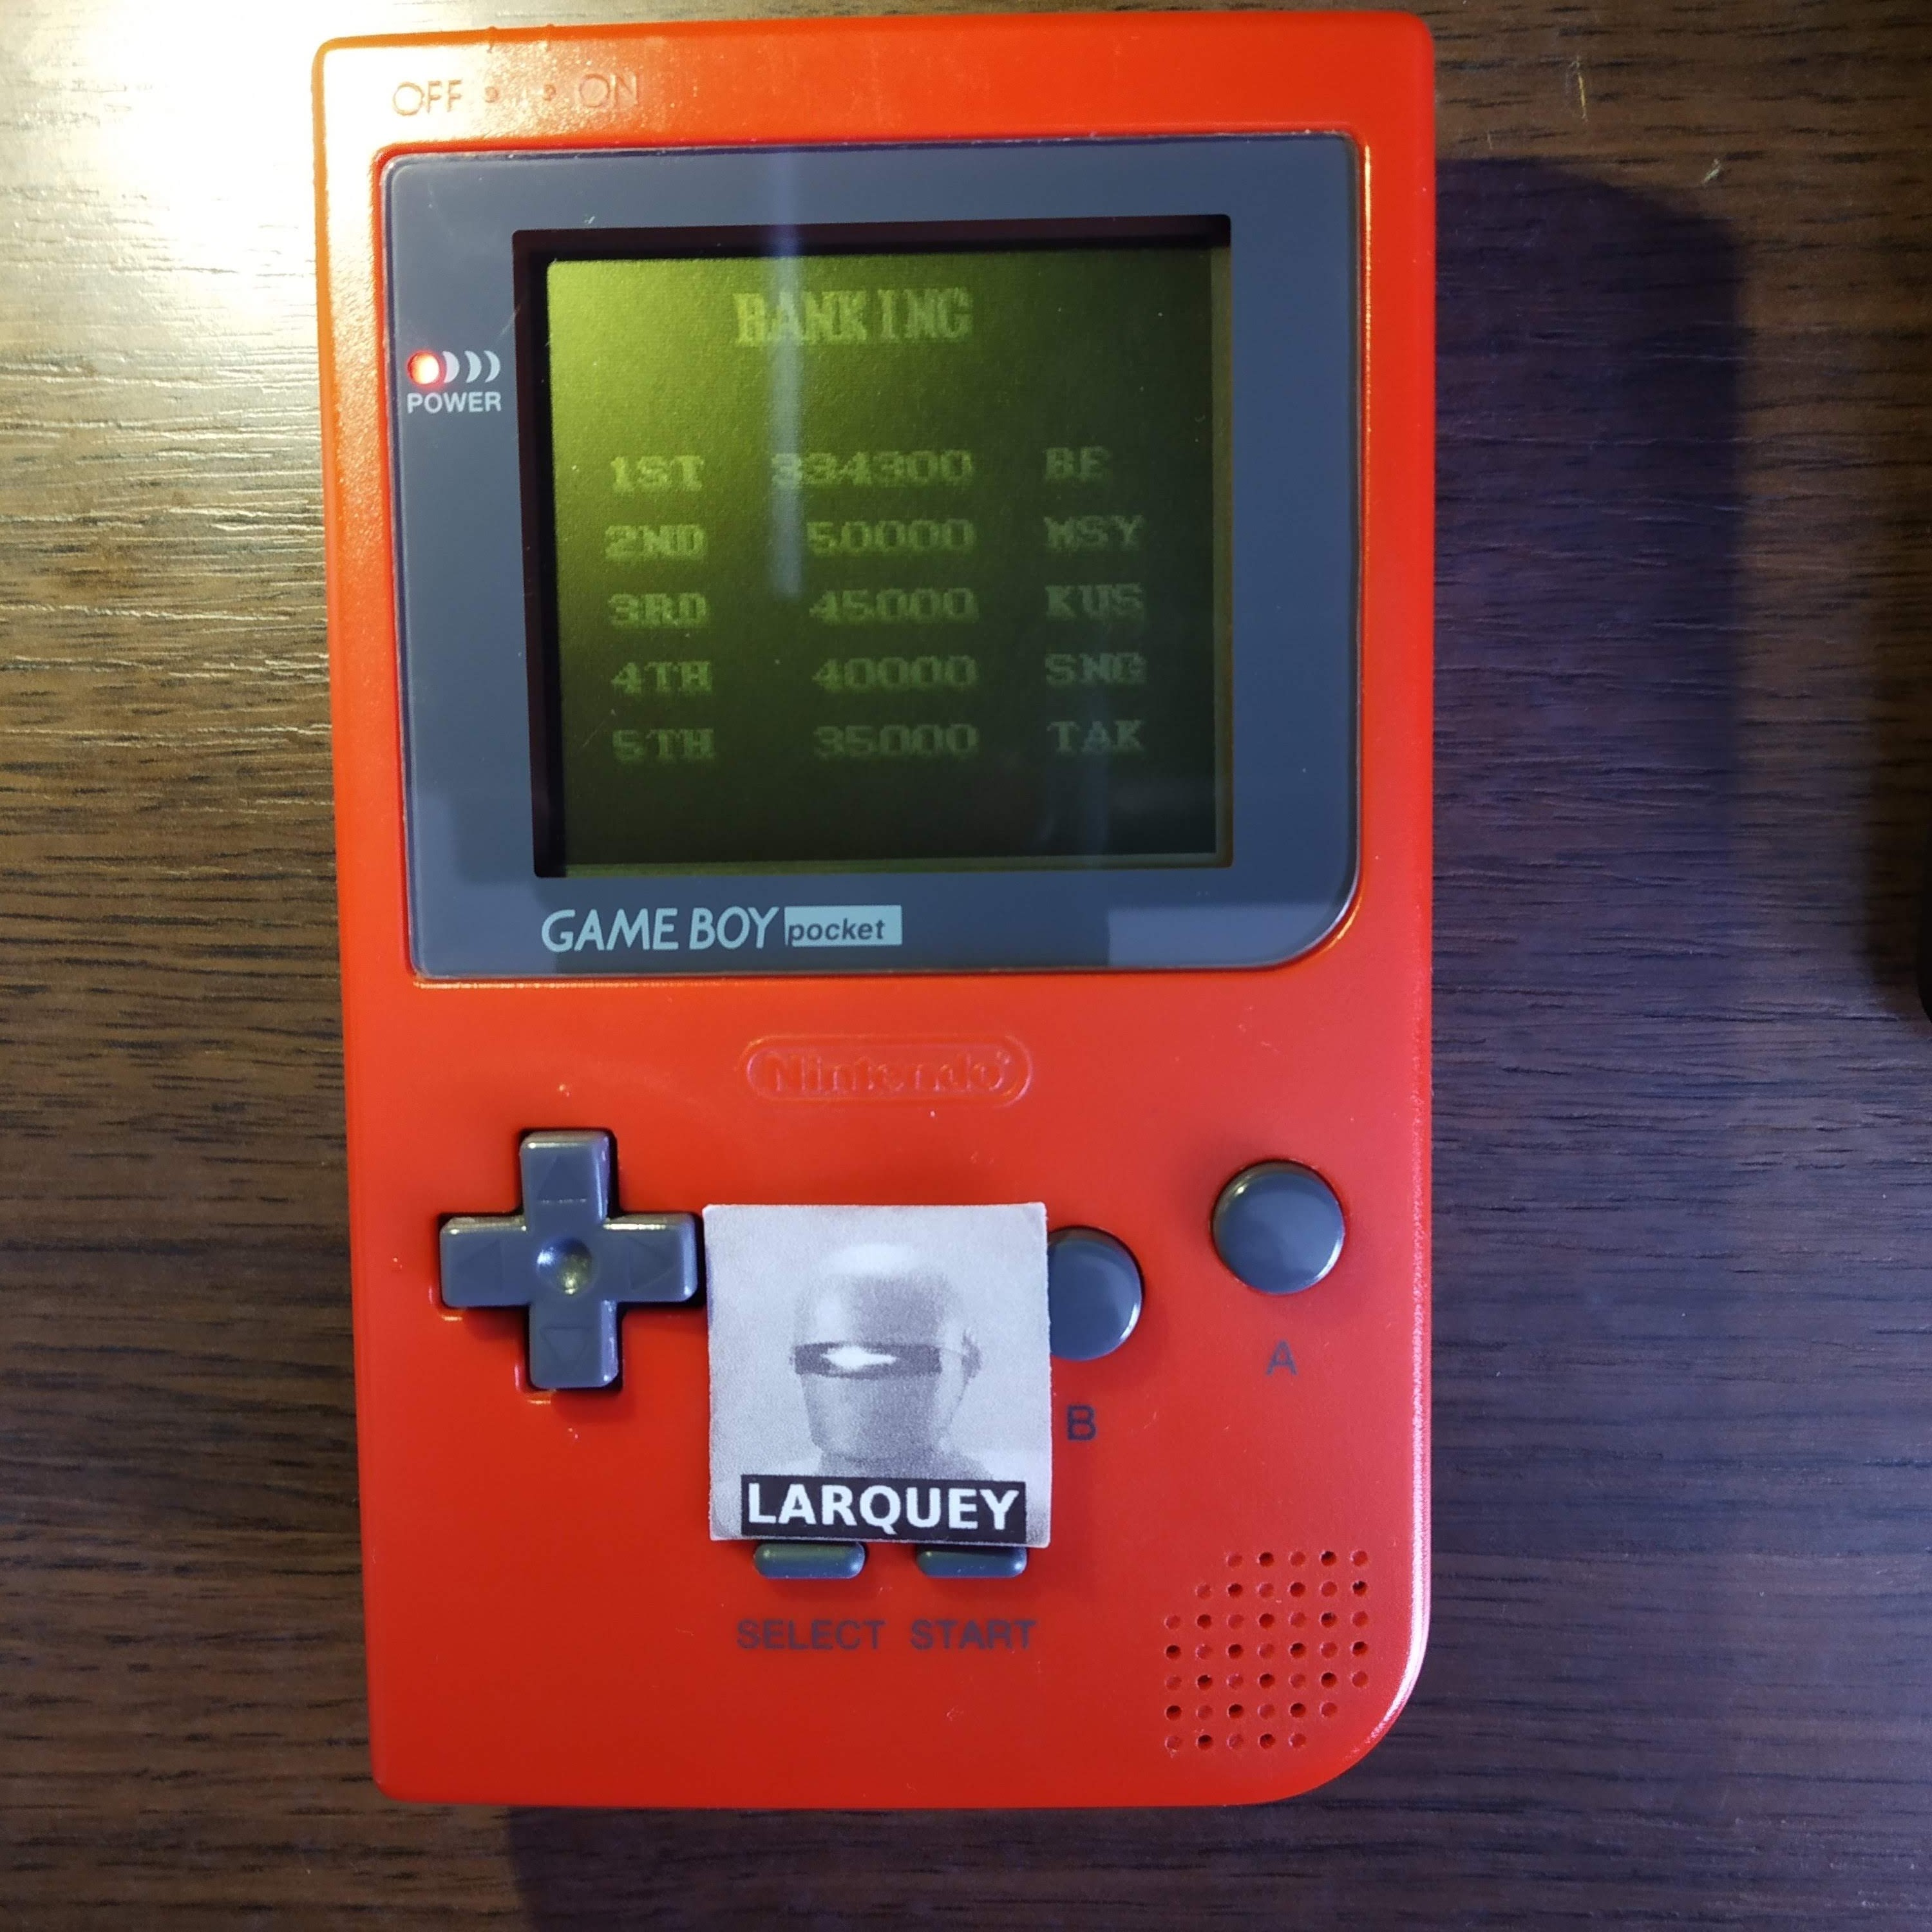 OFF ON
RANKING
POWER
1ST 334300 BE
2ND 50000 MSY
3RD 45000 KUS
4TH 40000 SNG
5TH 35000 TAK
GAME BOY pocket
Nintendo®
A
B
LARQUEY
SELECT START